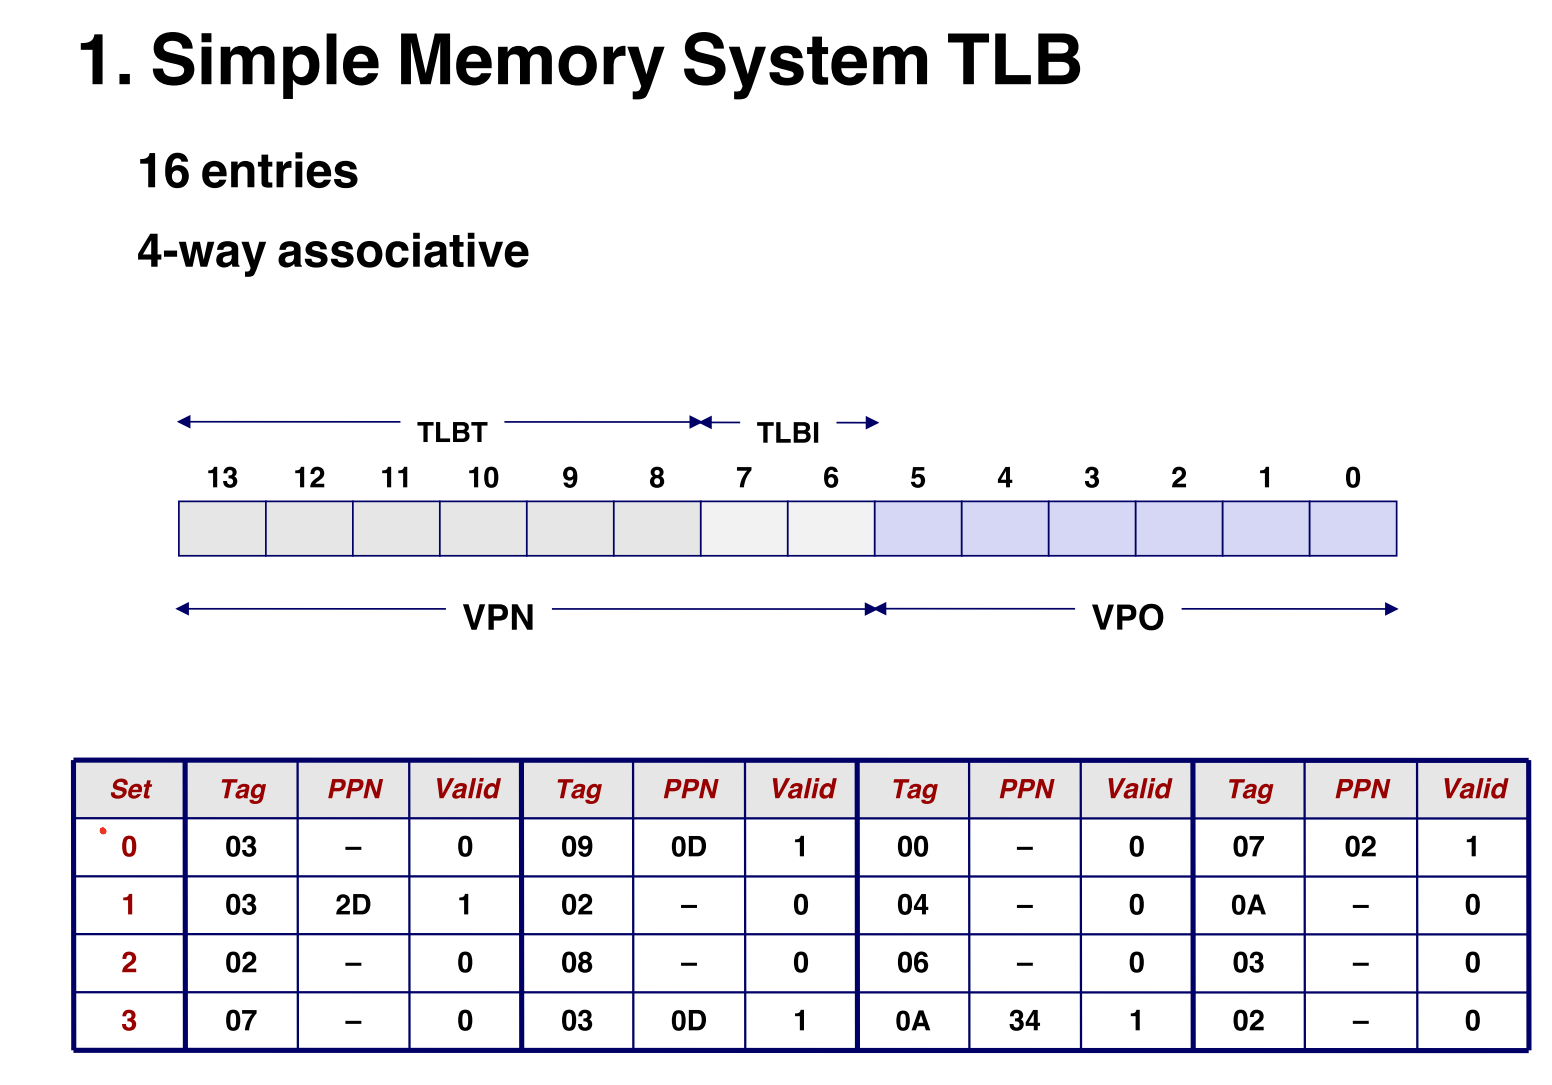 1. Simple Memory System TLB
16 entries
4-way associative
TLBT TLBI
13 12 11 10 9 8 7 6 5 4 3 2 1 0
VPN VPO
Set Tag PPN Valid Tag PPN Valid Tag PPN Valid Tag PPN Valid
0 03 – 0 09 0D 1 00 – 0 07 02 1
1 03 2D 1 02 – 0 04 – 0 0A – 0
2 02 – 0 08 – 0 06 – 0 03 – 0
3 07 – 0 03 0D 1 0A 34 1 02 – 0